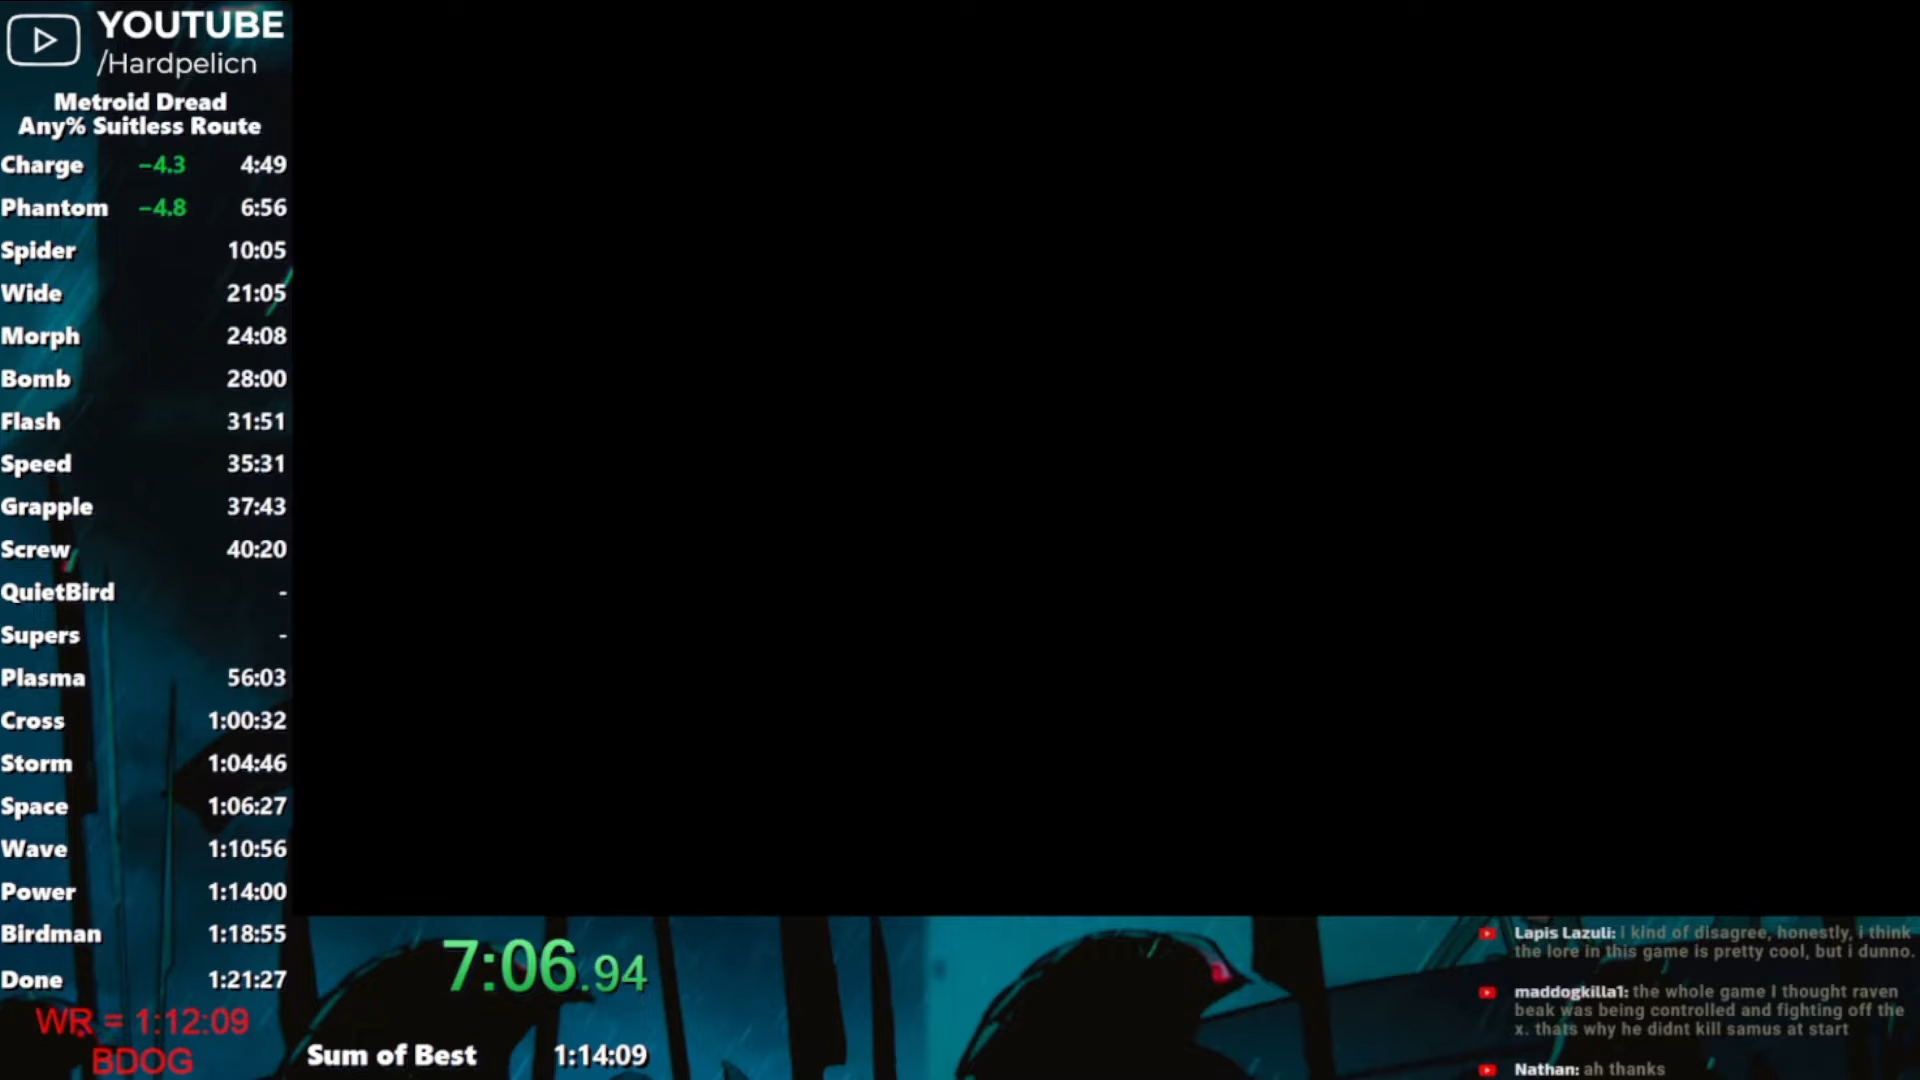 YOUTUBE
/Hardpelicn
Metroid Dread
Any% Suitless Route
Charge −4.3 4:49
Phantom −4.8 6:56
Spider 10:05
Wide 21:05
Morph 24:08
Bomb 28:00
Flash 31:51
Speed 35:31
Grapple 37:43
Screw 40:20
QuietBird -
Supers -
Plasma 56:03
Cross 1:00:32
Storm 1:04:46
Space 1:06:27
Wave 1:10:56
Power 1:14:00
Birdman 1:18:55
Done 1:21:27
WR = 1:12:09
BDOG
7:06.94
Sum of Best 1:14:09
Lapis Lazuli: I kind of disagree, honestly, i think
the lore in this game is pretty cool, but i dunno.
maddogkilla1: the whole game I thought raven
beak was being controlled and fighting off the
x. thats why he didnt kill samus at start
Nathan: ah thanks